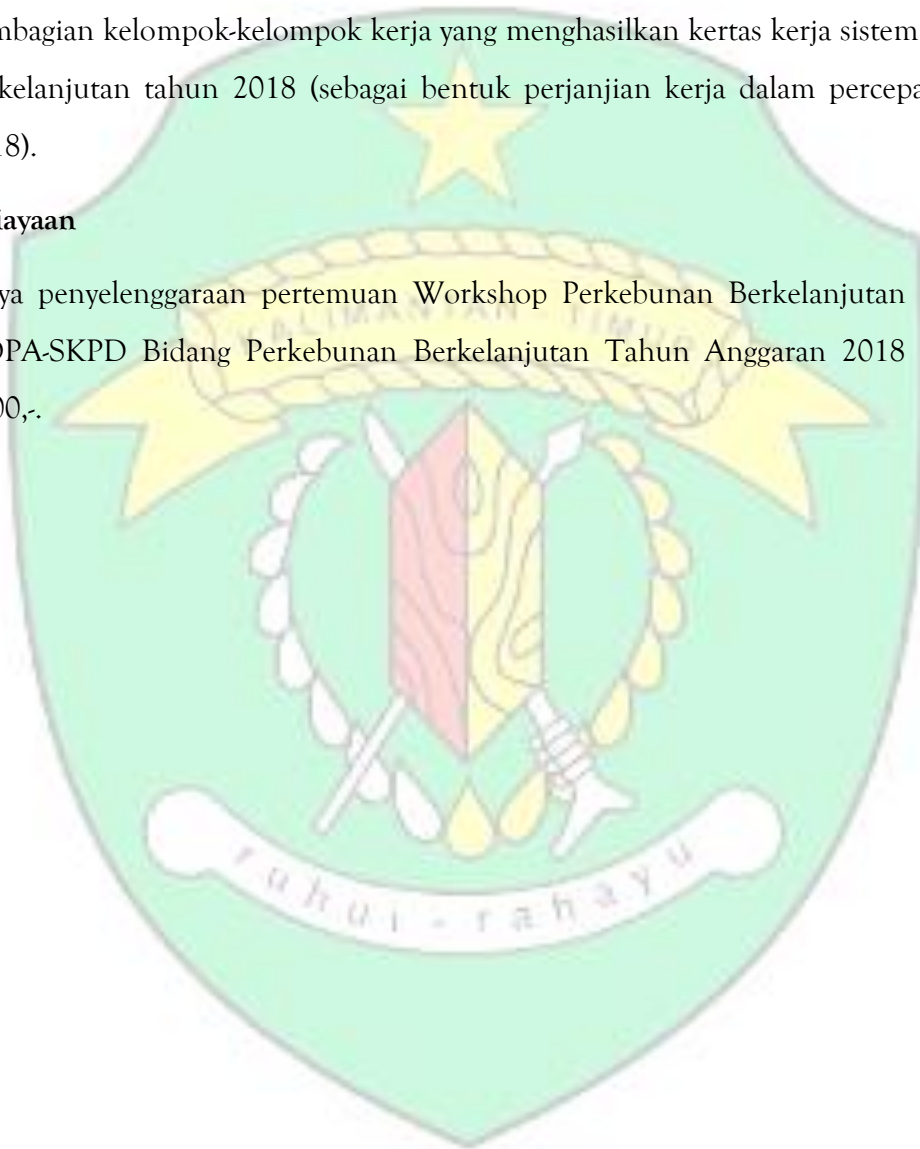 mbagian kelompok-kelompok kerja yang menghasilkan kertas kerja sistem
kelanjutan tahun 2018 (sebagai bentuk perjanjian kerja dalam percepa
18).
iayaan
ya penyelenggaraan pertemuan Workshop Perkebunan Berkelanjutan
DPA-SKPD Bidang Perkebunan Berkelanjutan Tahun Anggaran 2018
00,-.
KALIMANTAN - TIMUR
rahui - rahayu